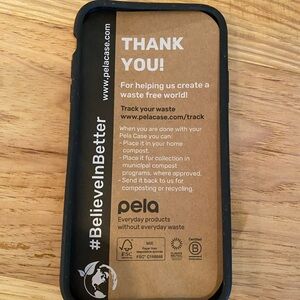 THANK
YOU!
For helping us create a
waste free world!
Track your waste
www.pelacase.com/track
When you are done with your
Pela Case you can:
- Place it in your home
compost.
- Place it for collection in
municipal compost
programs, where approved.
- Send it back to us for
composting or recycling.
pela
Everyday products
without everyday waste
FSC
MIX
Certified
B
#BelieveInBetter
www.pelacase.com